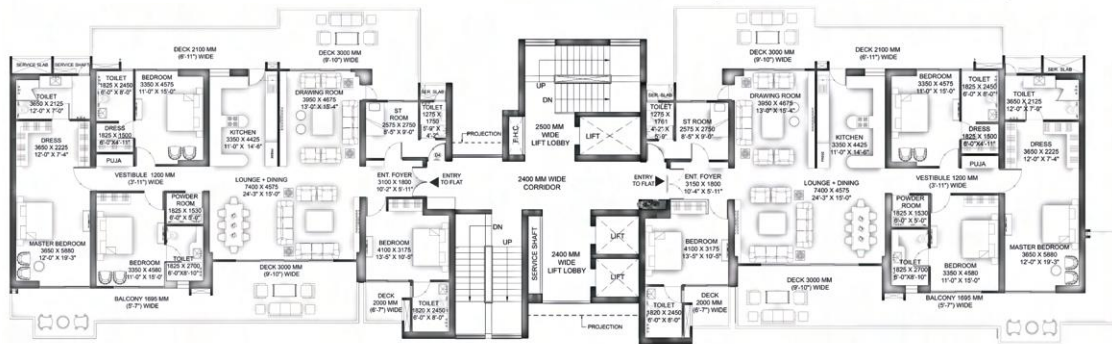 DECK 2100 MM
(6'-11") WIDE
DECK 3000 MM
(9'-10") WIDE
SERVICE SLAB
SERVICE SHAFT
TOILET
3650 X 2125
12'-0" X 7'-0"
TOILET
1825 X 2450
6'-0" X 8'-0"
BEDROOM
3350 X 4575
11'-0" X 15'-0"
KITCHEN
3350 X 4425
11'-0" X 14'-6"
DRAWING ROOM
3950 X 4675
13'-0" X 15'-4"
ST ROOM
2575 X 2750
8'-5" X 9'-0"
SER. SLAB
TOILET
1275 X
1750
5'-9" X
4'-2"
DRESS
3650 X 2225
12'-0" X 7'-4"
DRESS
1825 X 1500
6'-0"X4'-11"
PUJA
VESTIBULE 1200 MM
(3'-11") WIDE
LOUNGE + DINING
7400 X 4575
24'-3" X 15'-0"
ENT. FOYER
3100 X 1800
10'-2" X 5'-11"
ENTRY
TO FLAT
PROJECTION
POWDER
ROOM
1825 X 1530
6'-0" X 5'-0"
MASTER BEDROOM
3650 X 5880
12'-0" X 19'-3"
BEDROOM
3350 X 4580
11'-0" X 15'-0"
TOILET
1825 X 2700
6'-0"X8'-10"
BEDROOM
4100 X 3175
13'-5" X 10'-5"
DECK 3000 MM
(9'-10") WIDE
BALCONY 1695 MM
(5'-7") WIDE
DECK
2000 MM
(6'-7") WIDE
TOILET
1820 X 2450
6'-0" X 8'-0"
UP
DN
F.H.C
2500 MM
WIDE
LIFT LOBBY
LIFT
2400 MM WIDE
CORRIDOR
DN
UP
SERVICE SHAFT
2400 MM
WIDE
LIFT LOBBY
LIFT
LIFT
PROJECTION
DECK 3000 MM
(9'-10") WIDE
DECK 2100 MM
(6'-11") WIDE
SER. SLAB
TOILET
1275 X
1761
4'-2" X
5'-9"
ST ROOM
2575 X 2750
8'-5" X 9'-0"
DRAWING ROOM
3950 X 4575
13'-0" X 15'-4"
KITCHEN
3350 X 4425
11'-0" X 14'-6"
BEDROOM
3350 X 4575
11'-0" X 15'-0"
TOILET
1825 X 2450
6'-0" X 8'-0"
SER. SLAB
TOILET
3650 X 2125
12'-0" X 7'-0"
DRESS
1825 X 1500
6'-0"X4'-11"
DRESS
3650 X 2225
12'-0" X 7'-4"
PUJA
ENTRY
TO FLAT
ENT. FOYER
3150 X 1800
10'-4" X 5'-11"
LOUNGE + DINING
7400 X 4575
24'-3" X 15'-0"
VESTIBULE 1200 MM
(3'-11") WIDE
POWDER
ROOM
1825 X 1530
6'-0" X 5'-0"
BEDROOM
4100 X 3175
13'-5" X 10'-5"
TOILET
1825 X 2700
6'-0"X8'-10"
BEDROOM
3350 X 4580
11'-0" X 15'-0"
MASTER BEDROOM
3650 X 5880
12'-0" X 19'-3"
TOILET
1820 X 2450
6'-0" X 8'-0"
DECK
2000 MM
(6'-7") WIDE
DECK 3000 MM
(9'-10") WIDE
BALCONY 1695 MM
(5'-7") WIDE